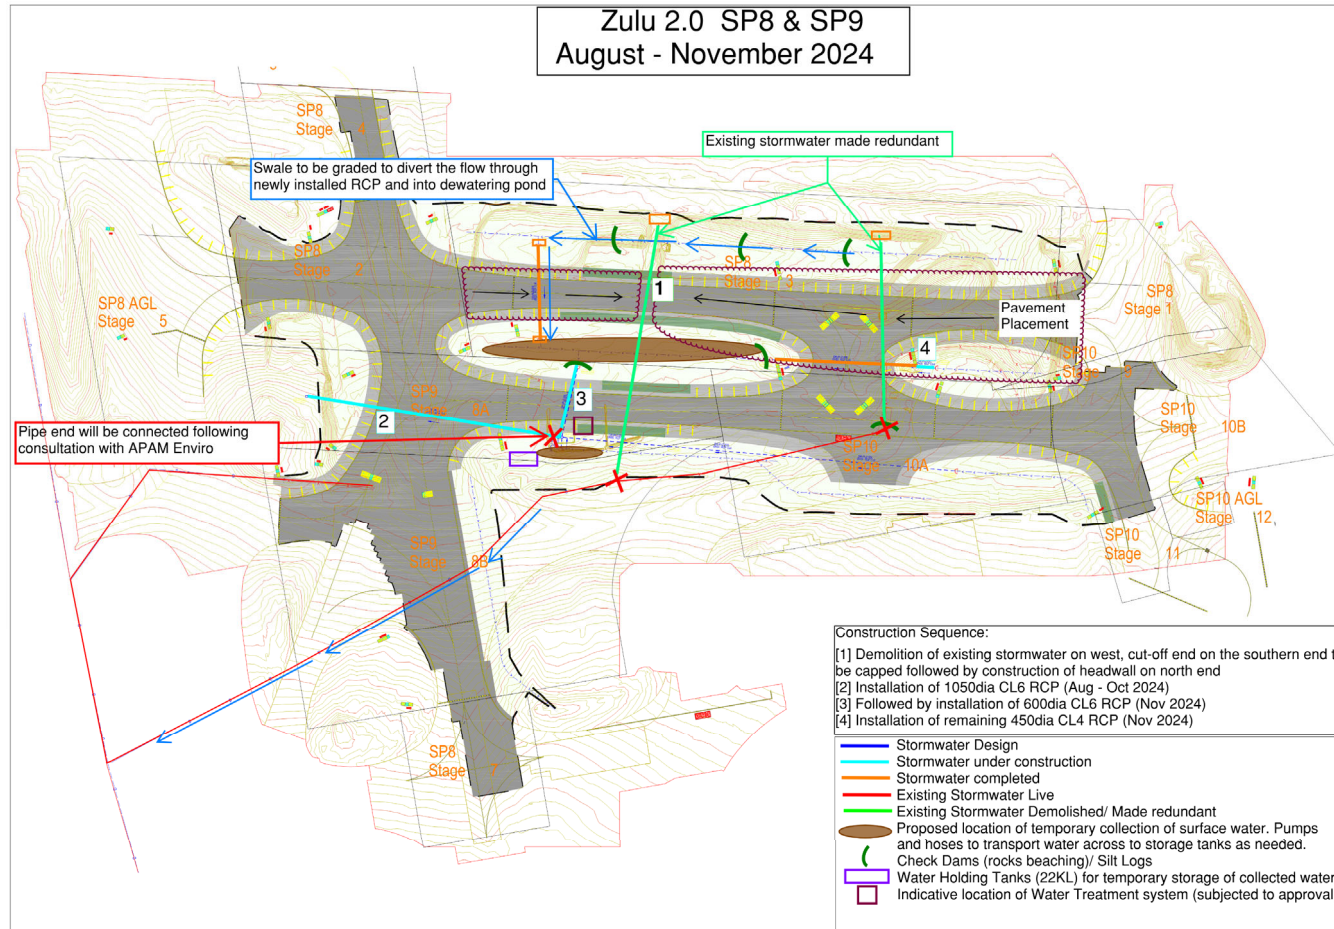 Zulu 2.0 SP8 & SP9
August - November 2024
Existing stormwater made redundant
Swale to be graded to divert the flow through
newly installed RCP and into dewatering pond
SP8
Stage 4
SP8
Stage 2
SP8 AGL
Stage 5
SP8
Stage 3
1
Pavement
Placement
SP8
Stage 1
4
SP10
Stage 9
SP9
8A
2
3
SP10
Stage 10B
Pipe end will be connected following
consultation with APAM Enviro
SP10
Stage 10A
SP10 AGL
Stage 12
SP10
Stage 11
Stage 8B
SP8
Stage 7
Construction Sequence:
[1] Demolition of existing stormwater on west, cut-off end on the southern end t
be capped followed by construction of headwall on north end
[2] Installation of 1050dia CL6 RCP (Aug - Oct 2024)
[3] Followed by installation of 600dia CL6 RCP (Nov 2024)
[4] Installation of remaining 450dia CL4 RCP (Nov 2024)
Stormwater Design
Stormwater under construction
Stormwater completed
Existing Stormwater Live
Existing Stormwater Demolished/ Made redundant
Proposed location of temporary collection of surface water. Pumps
and hoses to transport water across to storage tanks as needed.
Check Dams (rocks beaching)/ Silt Logs
Water Holding Tanks (22KL) for temporary storage of collected water
Indicative location of Water Treatment system (subjected to approval